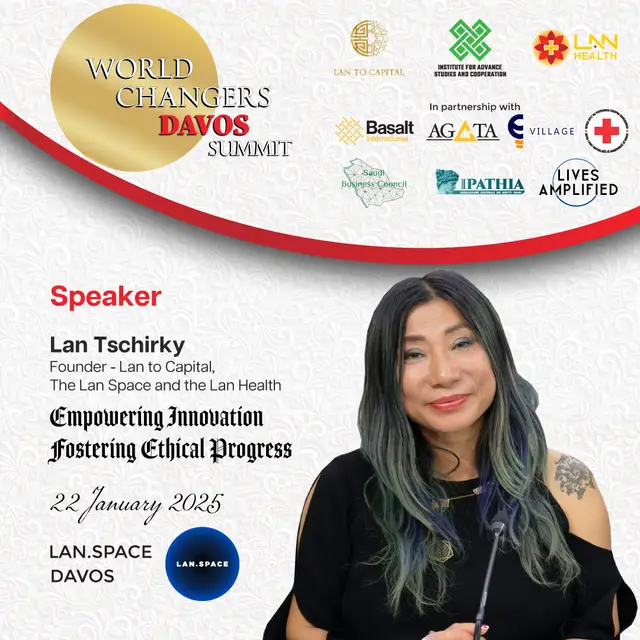 WORLD
CHANGERS
DAVOS
SUMMIT
LAN TO CAPITAL
INSTITUTE FOR ADVANCE
STUDIES AND COOPERATION
LNN
HEALTH
In partnership with
Basalt
International
AGATA
VILLAGE
Saudi
Business Council
PATHIA
LIVES
AMPLIFIED
Speaker
Lan Tschirky
Founder - Lan to Capital,
The Lan Space and the Lan Health
Empowering Innovation
Fostering Ethical Progress
22 January 2025
LAN.SPACE
DAVOS
LAN.SPACE